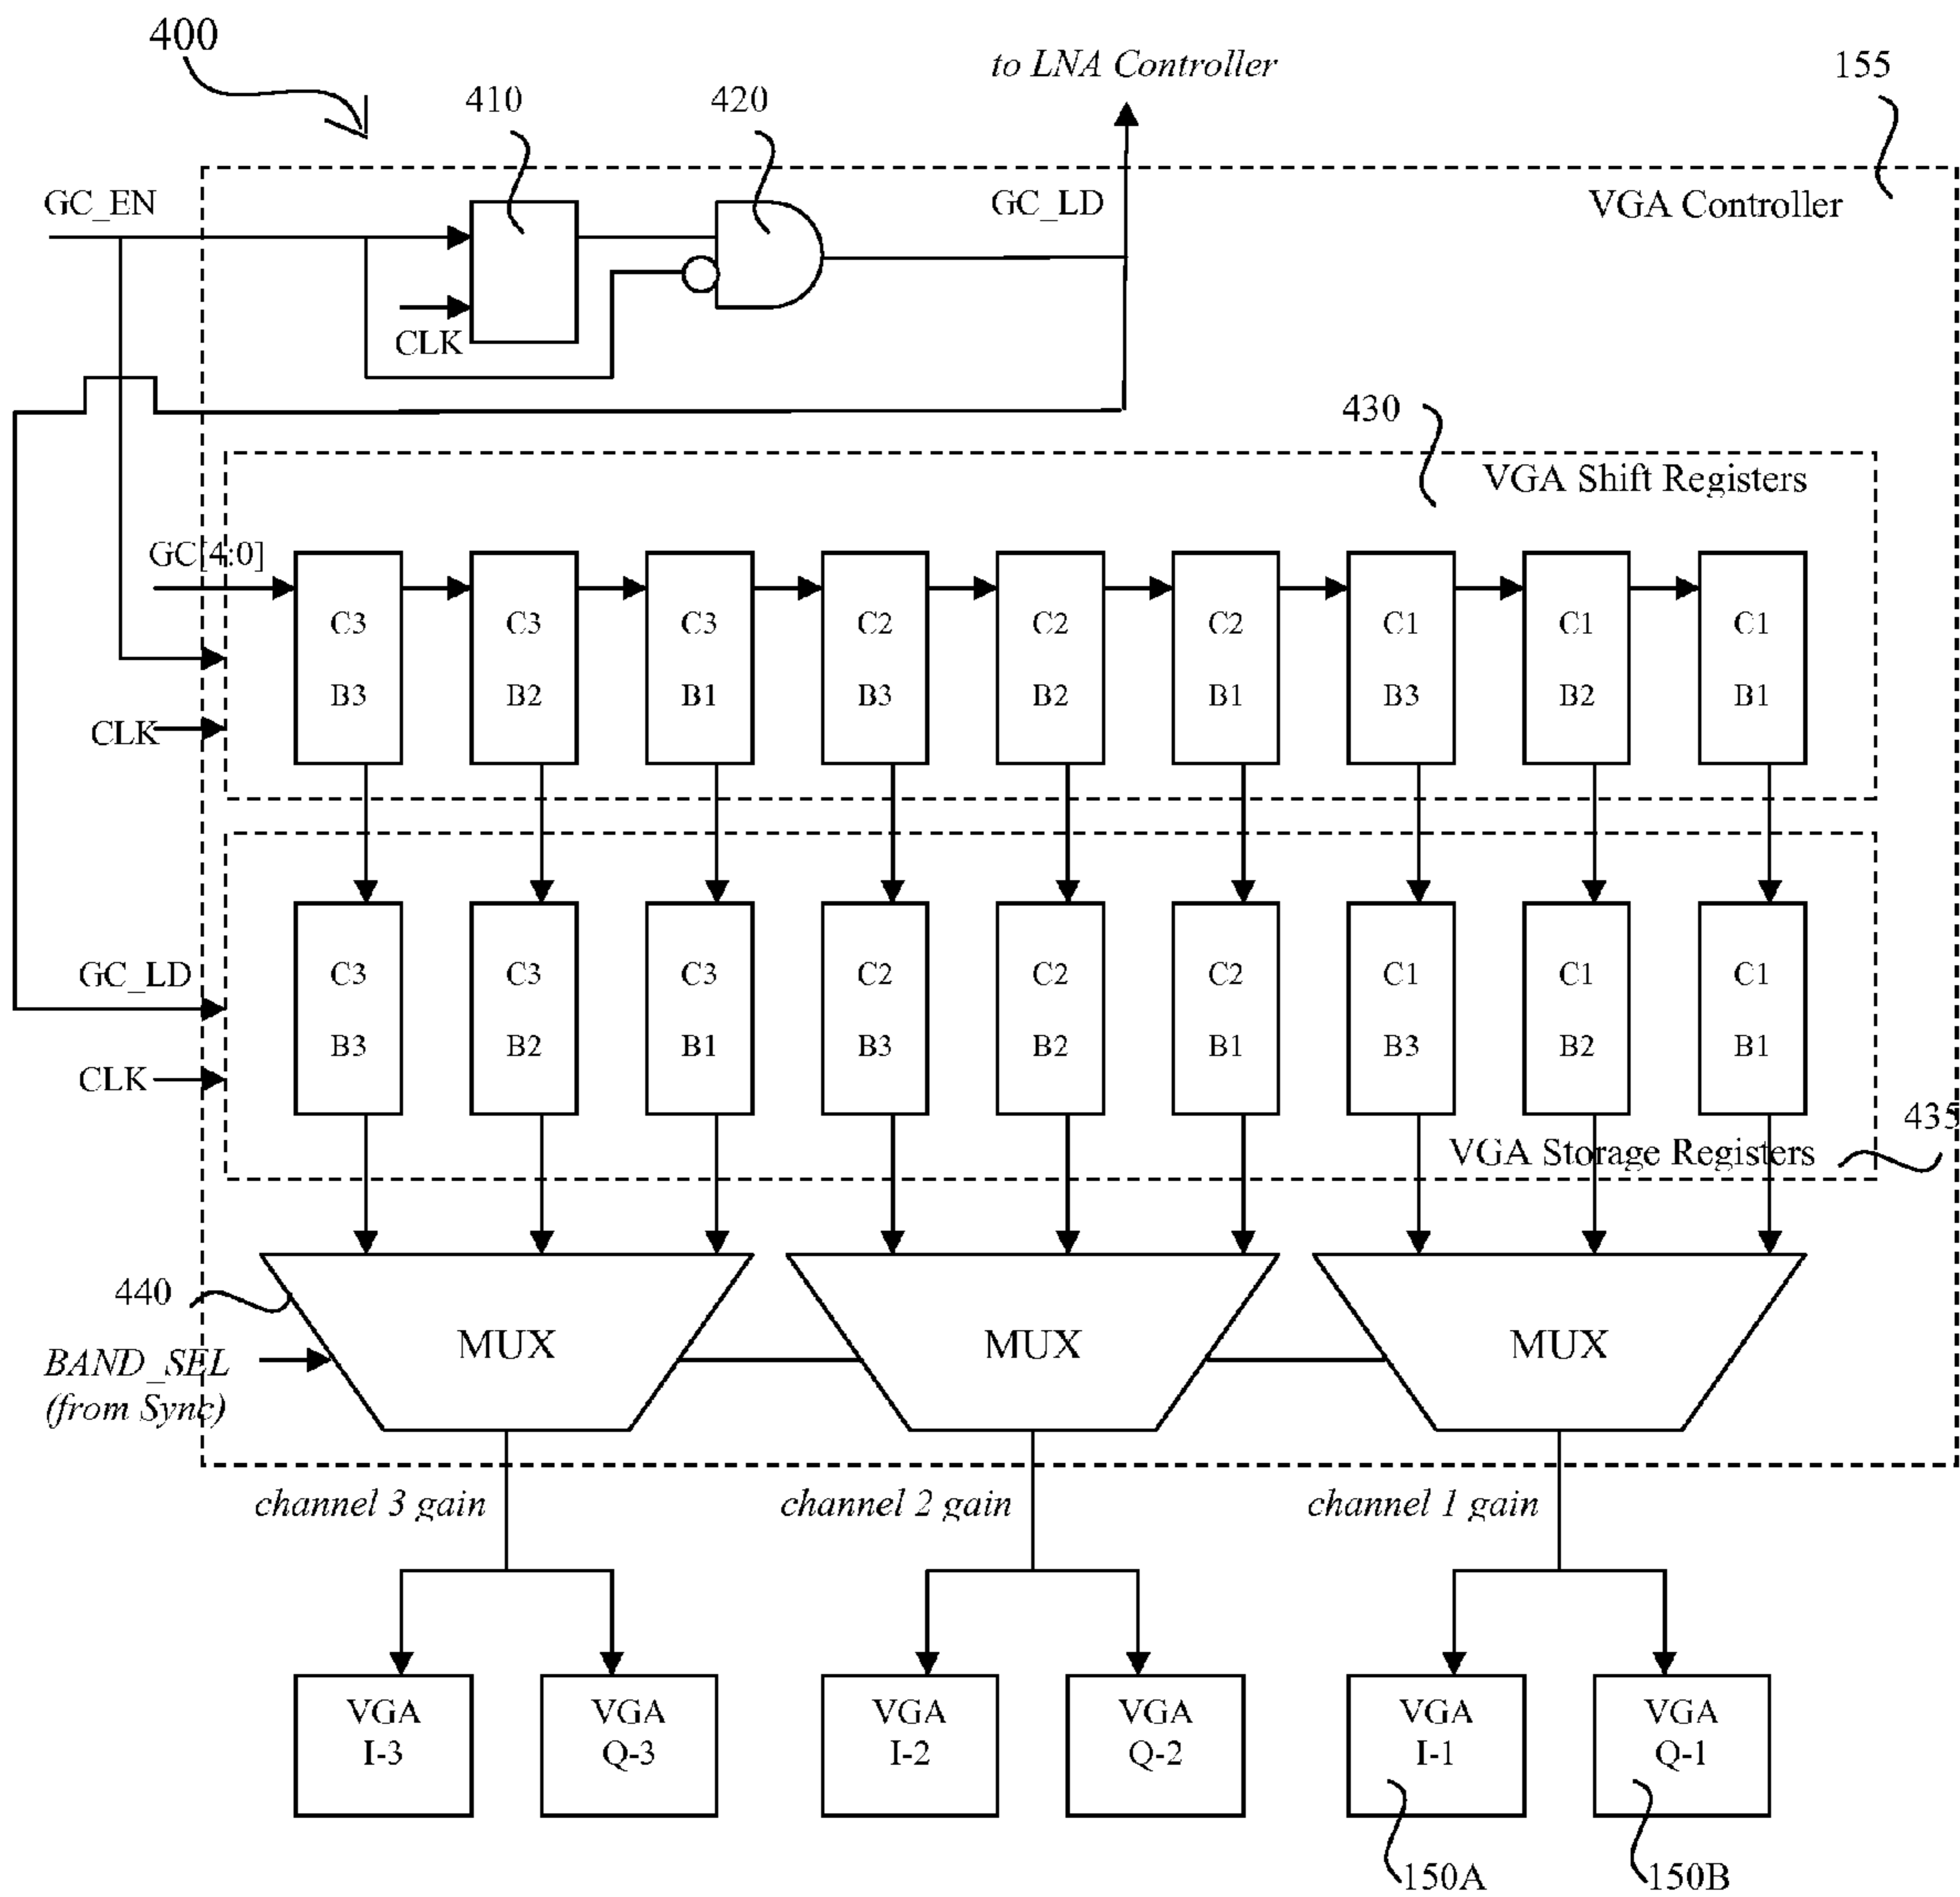 400
to LNA Controller
155
410
420
GC_EN
GC_LD
VGA Controller
CLK
430
VGA Shift Registers
GC[4:0]
C3 C3 C3 C2 C2 C2 C1 C1 C1
B3 B2 B1 B3 B2 B1 B3 B2 B1
CLK
GC_LD
C3 C3 C3 C2 C2 C2 C1 C1 C1
B3 B2 B1 B3 B2 B1 B3 B2 B1
CLK
435
VGA Storage Registers
440
MUX MUX MUX
BAND_SEL
(from Sync)
channel 3 gain channel 2 gain channel 1 gain
VGA VGA VGA VGA VGA VGA
I-3 Q-3 I-2 Q-2 I-1 Q-1
150A 150B